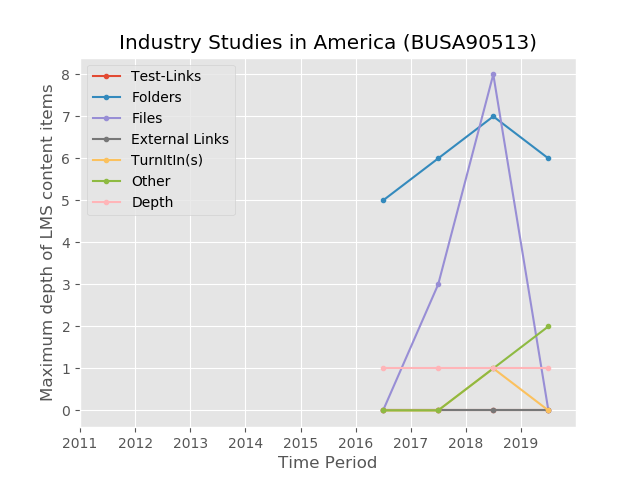 Industry Studies in America (BUSA90513)
Test-Links
Folders
Files
External Links
TurnItIn(s)
Other
Depth
Maximum depth of LMS content items
8
7
6
5
4
3
2
1
0
2011 2012 2013 2014 2015 2016 2017 2018 2019
Time Period